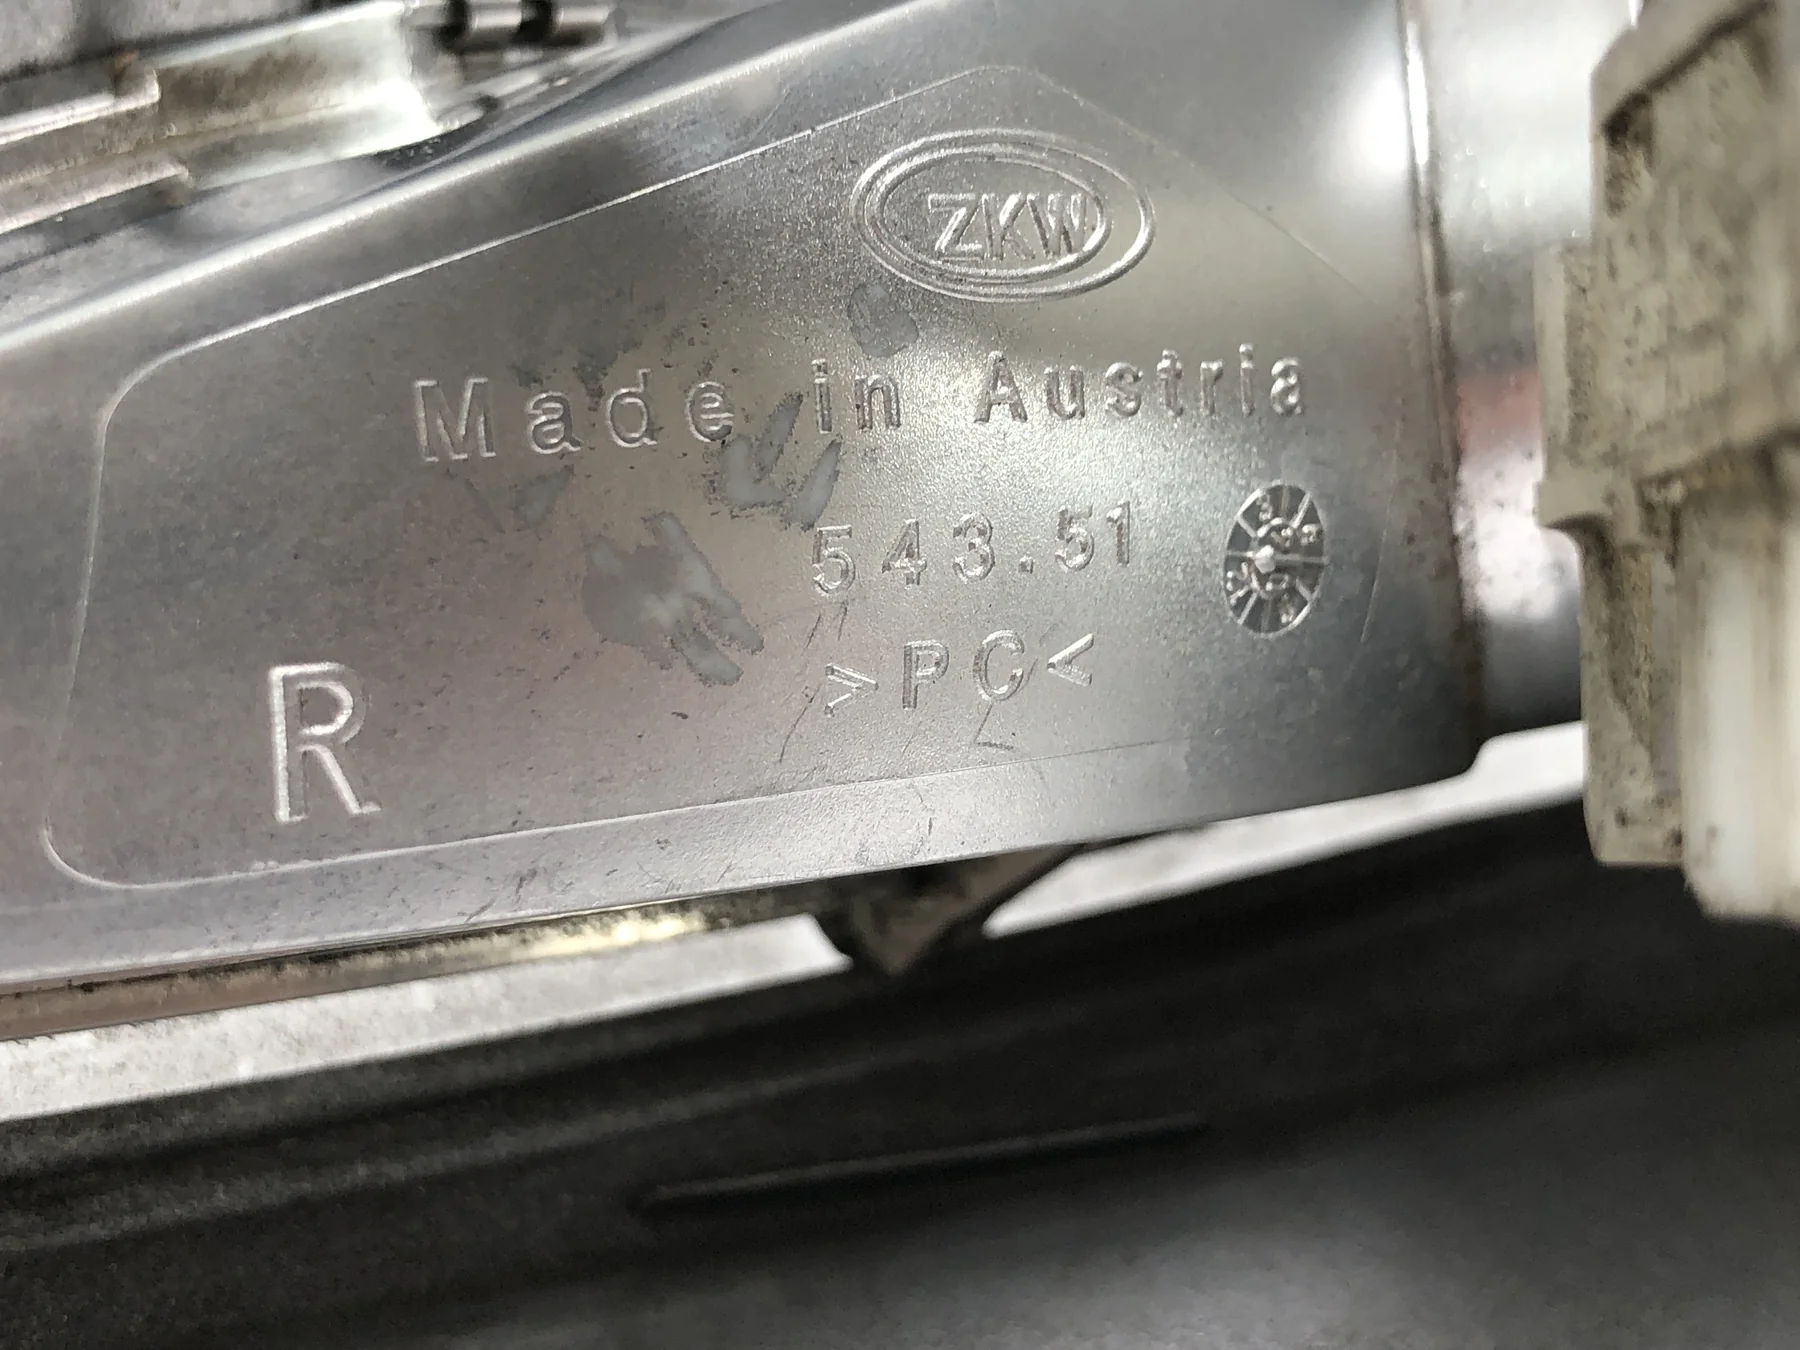 ZKW
Made in Austria
543.51
>PC<
R